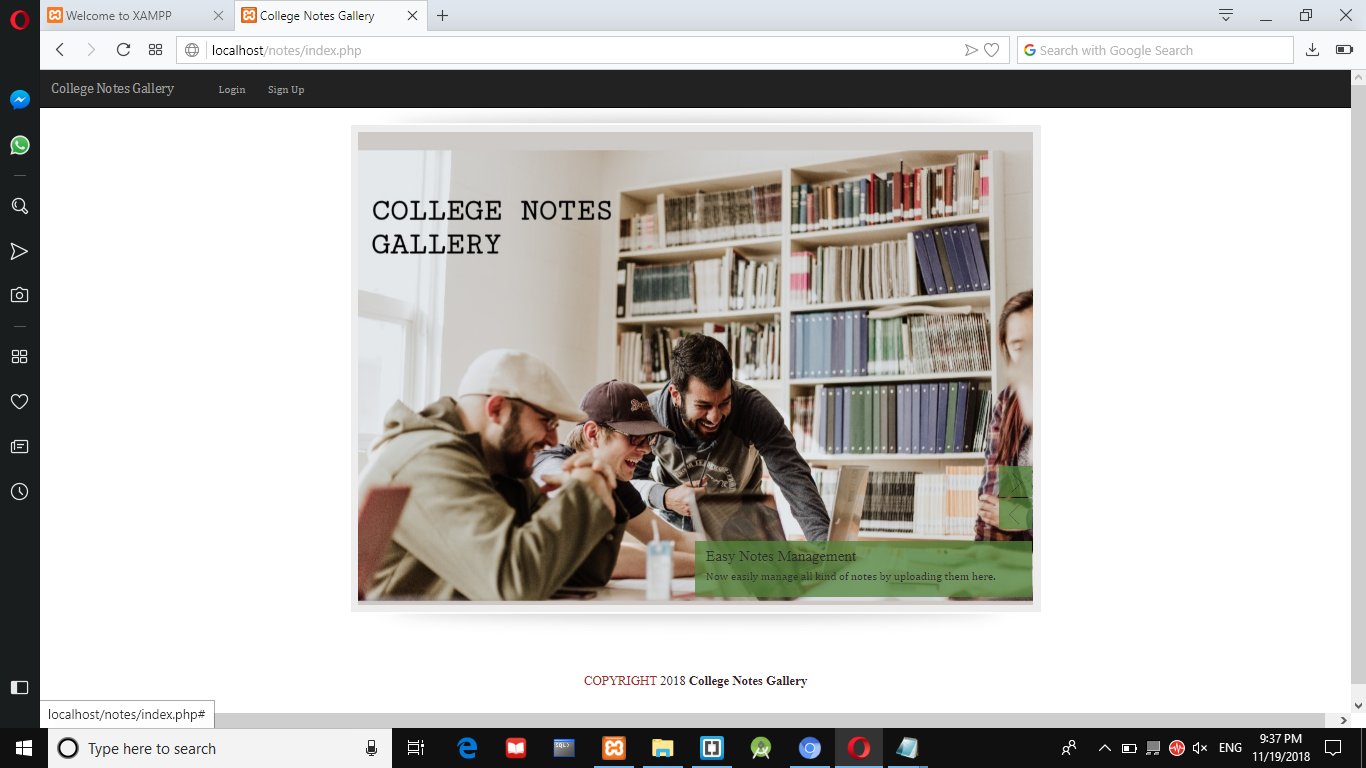 Welcome to XAMPP
College Notes Gallery
localhost/notes/index.php
Search with Google Search
College Notes Gallery
Login
Sign Up
COLLEGE NOTES
GALLERY
Easy Notes Management
Now easily manage all kind of notes by uploading them here.
COPYRIGHT 2018 College Notes Gallery
localhost/notes/index.php#
Type here to search
ENG
9:37 PM
11/19/2018